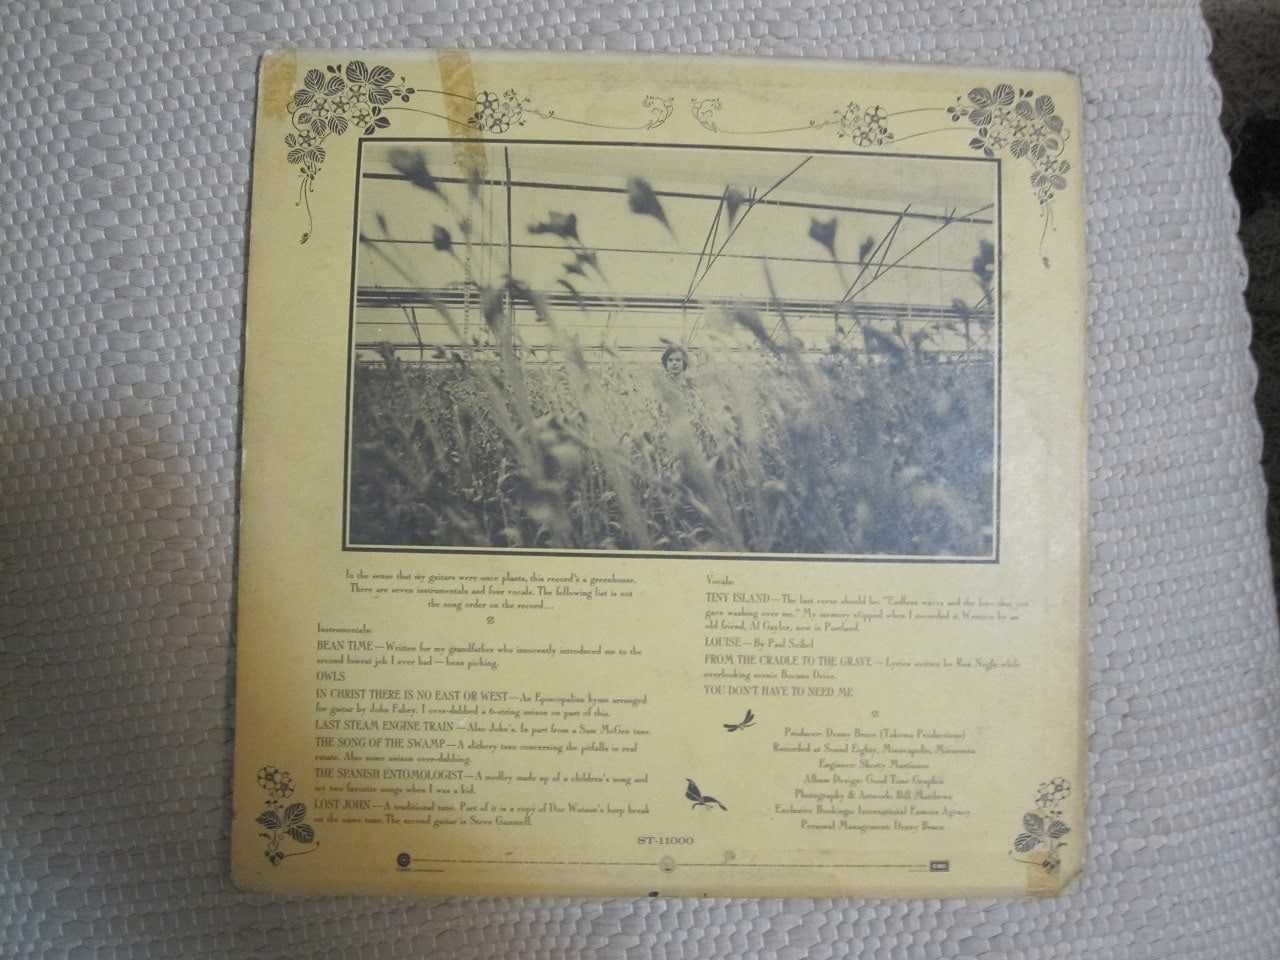 In the sense that my guitars were once plants, this record's a greenhouse.
There are seven instrumentals and four vocals. The following list is not
the song order on the record...
Instrumentals:
BEAN TIME—Written for my grandfather who innocently introduced me to the
second lowest job I ever had—bean picking.
OWLS
IN CHRIST THERE IS NO EAST OR WEST—An Episcopalian hymn arranged
for guitar by John Fahey. I over-dubbed a 6-string unison on part of this.
LAST STEAM ENGINE TRAIN—Also John's. In part from a Sam McGee tune.
THE SONG OF THE SWAMP—A slithery tune concerning the pitfalls in real
estate. Also some unison over-dubbing.
THE SPANISH ENTOMOLOGIST—A medley made up of a children's song and
my two favorite songs when I was a kid.
LOST JOHN—A traditional tune. Part of it is a copy of Doc Watson's harp break
on the same tune. The second guitar is Steve Gammell.
Vocals:
TINY ISLAND—The last verse should be: "Endless waves and the love that you
gave washing over me." My memory slipped when I recorded it. Written by an
old friend, Al Gaylor, now in Portland.
LOUISE—By Paul Seibel
FROM THE CRADLE TO THE GRAVE—Lyrics written by Ron Nagle while
overlooking scenic Buena Drive.
YOU DON'T HAVE TO NEED ME
Producer: Denny Bruce (Takoma Productions)
Recorded at Sound Eighty, Minneapolis, Minnesota
Engineer: Shorty Martinson
Album Design: Good Time Graphic
Photography & Artwork: Bill Matthews
Exclusive Bookings: International Famous Agency
Personal Management: Denny Bruce
ST-11000
EMI